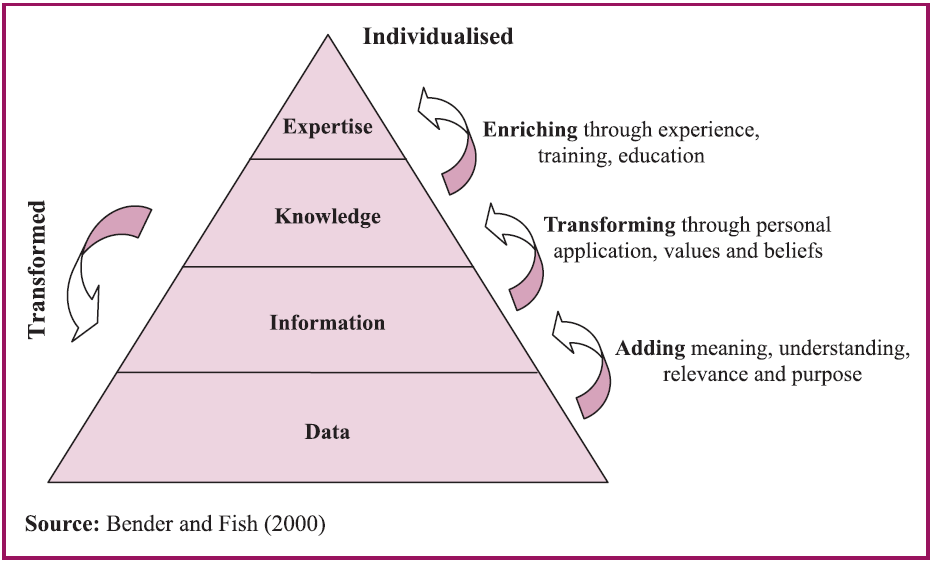 Individualised
Expertise
Enriching through experience,
training, education
Knowledge
Transforming through personal
application, values and beliefs
Transformed
Information
Adding meaning, understanding,
relevance and purpose
Data
Source: Bender and Fish (2000)